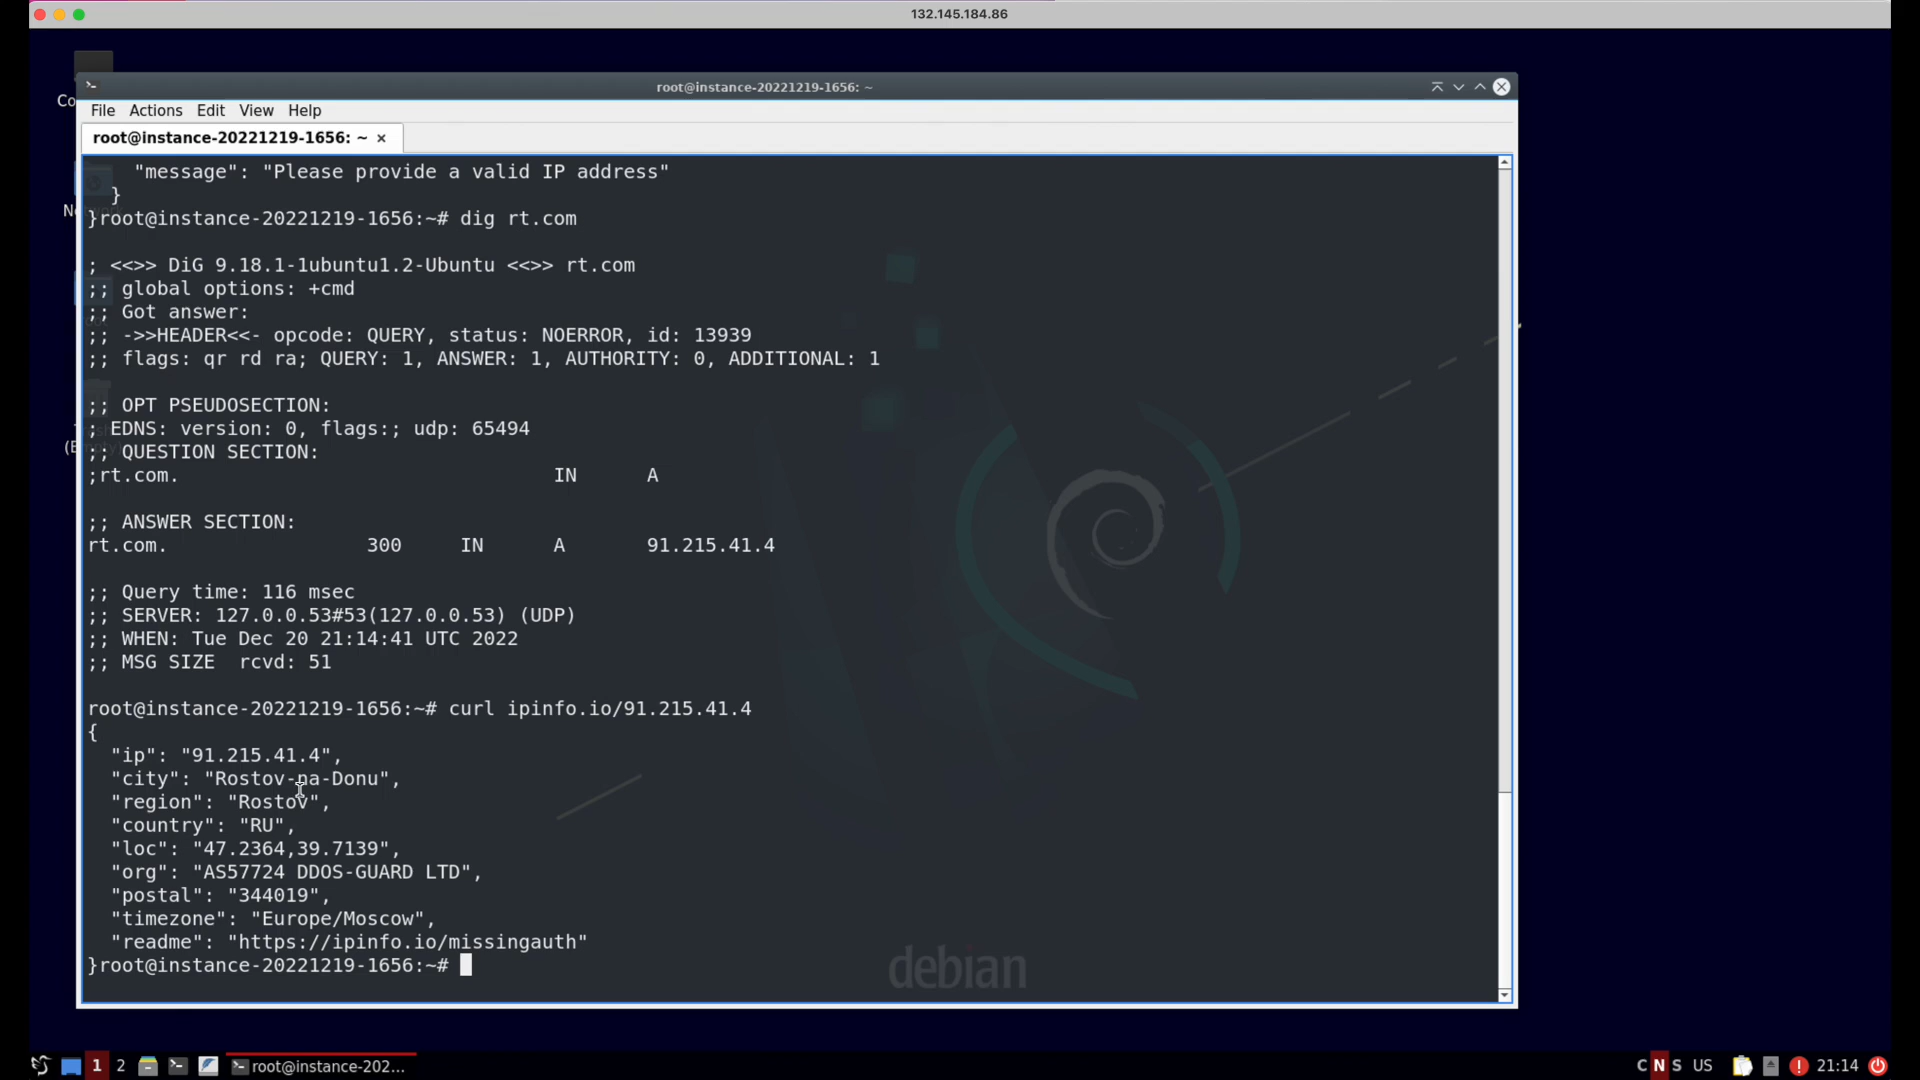 132.145.184.86
root@instance-20221219-1656: ~
File Actions Edit View Help
root@instance-20221219-1656: ~ ×
"message": "Please provide a valid IP address"
}
}root@instance-20221219-1656:~# dig rt.com
; <<>> DiG 9.18.1-1ubuntu1.2-Ubuntu <<>> rt.com
;; global options: +cmd
;; Got answer:
;; ->>HEADER<<- opcode: QUERY, status: NOERROR, id: 13939
;; flags: qr rd ra; QUERY: 1, ANSWER: 1, AUTHORITY: 0, ADDITIONAL: 1
;; OPT PSEUDOSECTION:
; EDNS: version: 0, flags:; udp: 65494
;; QUESTION SECTION:
;rt.com. IN A
;; ANSWER SECTION:
rt.com. 300 IN A 91.215.41.4
;; Query time: 116 msec
;; SERVER: 127.0.0.53#53(127.0.0.53) (UDP)
;; WHEN: Tue Dec 20 21:14:41 UTC 2022
;; MSG SIZE rcvd: 51
root@instance-20221219-1656:~# curl ipinfo.io/91.215.41.4
{
"ip": "91.215.41.4",
"city": "Rostov-na-Donu",
"region": "Rostov",
"country": "RU",
"loc": "47.2364,39.7139",
"org": "AS57724 DDOS-GUARD LTD",
"postal": "344019",
"timezone": "Europe/Moscow",
"readme": "https://ipinfo.io/missingauth"
}root@instance-20221219-1656:~#
debian
1 2 root@instance-202... C N S US 21:14